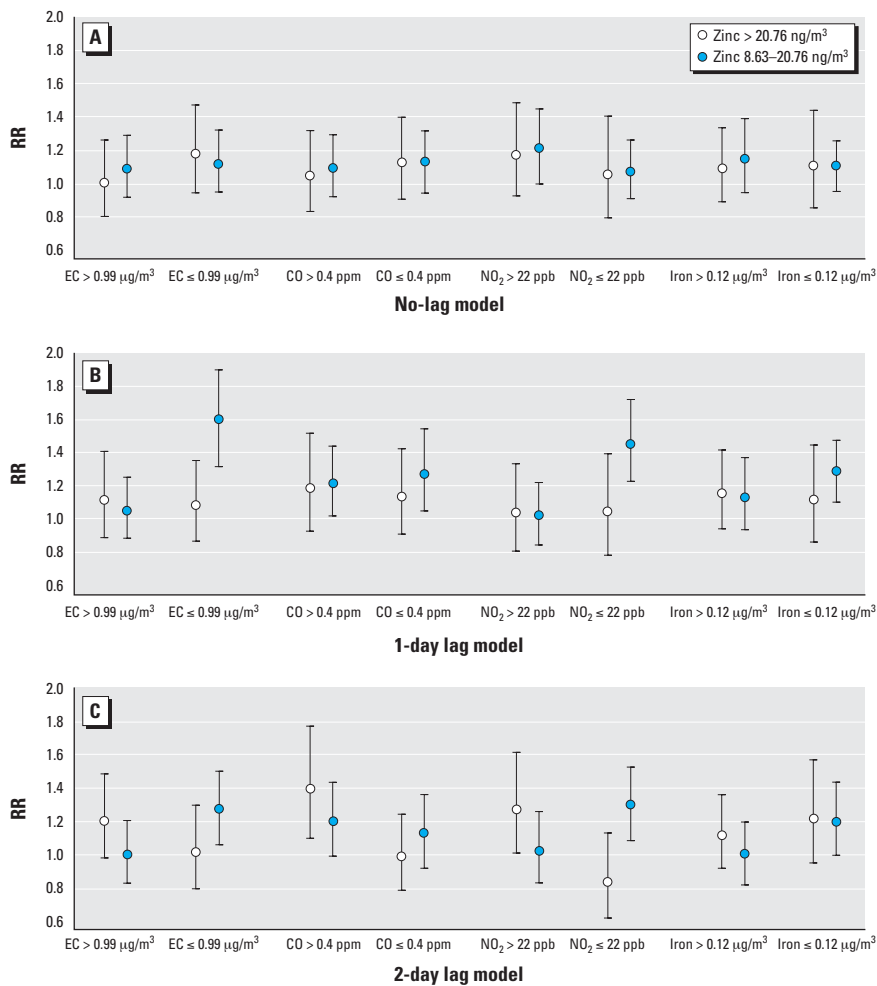 2.0
A
Zinc > 20.76 ng/m³
Zinc 8.63–20.76 ng/m³
1.8
1.6
1.4
RR
1.2
1.0
0.8
0.6
EC > 0.99 μg/m³ EC ≤ 0.99 μg/m³ CO > 0.4 ppm CO ≤ 0.4 ppm NO₂ > 22 ppb NO₂ ≤ 22 ppb Iron > 0.12 μg/m³ Iron ≤ 0.12 μg/m³
No-lag model
2.0
B
1.8
1.6
1.4
RR
1.2
1.0
0.8
0.6
EC > 0.99 μg/m³ EC ≤ 0.99 μg/m³ CO > 0.4 ppm CO ≤ 0.4 ppm NO₂ > 22 ppb NO₂ ≤ 22 ppb Iron > 0.12 μg/m³ Iron ≤ 0.12 μg/m³
1-day lag model
2.0
C
1.8
1.6
1.4
RR
1.2
1.0
0.8
0.6
EC > 0.99 μg/m³ EC ≤ 0.99 μg/m³ CO > 0.4 ppm CO ≤ 0.4 ppm NO₂ > 22 ppb NO₂ ≤ 22 ppb Iron > 0.12 μg/m³ Iron ≤ 0.12 μg/m³
2-day lag model